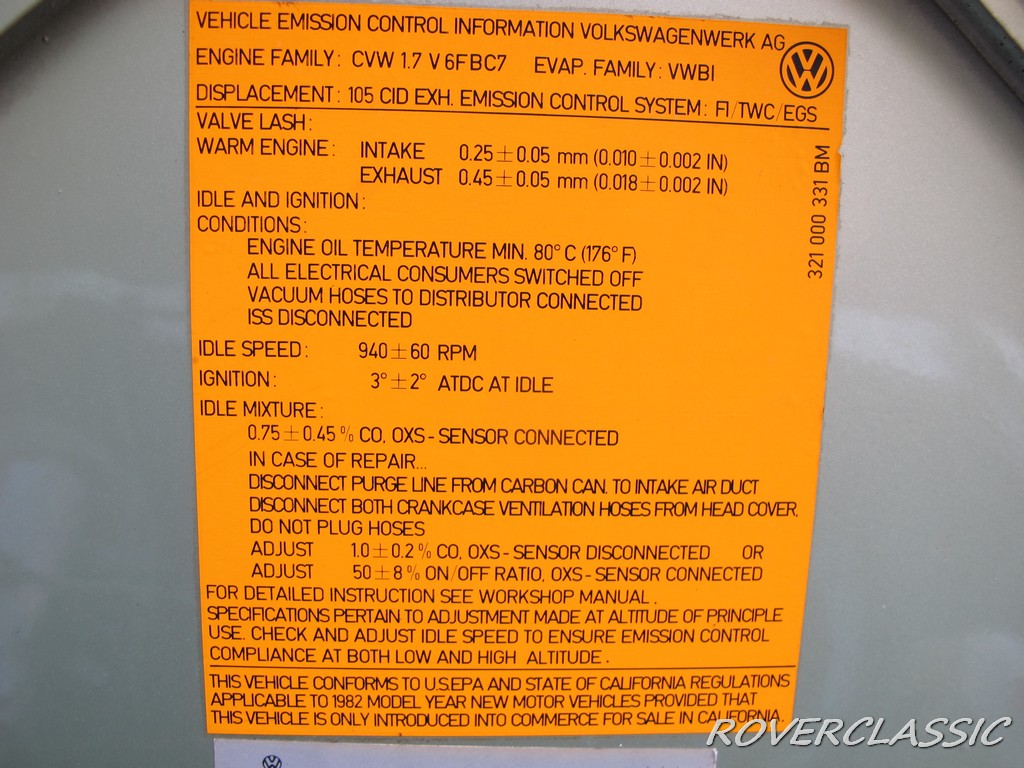 VEHICLE EMISSION CONTROL INFORMATION VOLKSWAGENWERK AG
ENGINE FAMILY: CVW 1.7 V 6FBC7 EVAP. FAMILY: VWBI
DISPLACEMENT: 105 CID EXH. EMISSION CONTROL SYSTEM: FI/TWC/EGS
VALVE LASH:
WARM ENGINE: INTAKE 0.25±0.05 mm (0.010±0.002 IN)
EXHAUST 0.45±0.05 mm (0.018±0.002 IN)
321 000 331 BM
IDLE AND IGNITION:
CONDITIONS:
ENGINE OIL TEMPERATURE MIN. 80°C (176°F)
ALL ELECTRICAL CONSUMERS SWITCHED OFF
VACUUM HOSES TO DISTRIBUTOR CONNECTED
ISS DISCONNECTED
IDLE SPEED: 940±60 RPM
IGNITION: 3°±2° ATDC AT IDLE
IDLE MIXTURE:
0.75±0.45% CO, OXS-SENSOR CONNECTED
IN CASE OF REPAIR...
DISCONNECT PURGE LINE FROM CARBON CAN. TO INTAKE AIR DUCT
DISCONNECT BOTH CRANKCASE VENTILATION HOSES FROM HEAD COVER,
DO NOT PLUG HOSES
ADJUST 1.0±0.2% CO, OXS-SENSOR DISCONNECTED OR
ADJUST 50±8% ON/OFF RATIO, OXS-SENSOR CONNECTED
FOR DETAILED INSTRUCTION SEE WORKSHOP MANUAL.
SPECIFICATIONS PERTAIN TO ADJUSTMENT MADE AT ALTITUDE OF PRINCIPLE
USE. CHECK AND ADJUST IDLE SPEED TO ENSURE EMISSION CONTROL
COMPLIANCE AT BOTH LOW AND HIGH ALTITUDE.
THIS VEHICLE CONFORMS TO U.S.EPA AND STATE OF CALIFORNIA REGULATIONS
APPLICABLE TO 1982 MODEL YEAR NEW MOTOR VEHICLES PROVIDED THAT
THIS VEHICLE IS ONLY INTRODUCED INTO COMMERCE FOR SALE IN CALIFORNIA.
ROVERCLASSIC